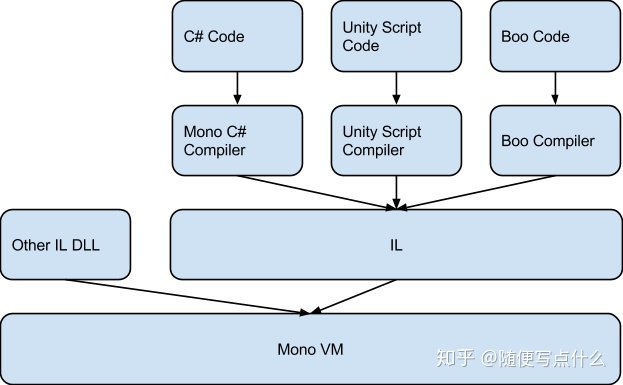 C# Code
Unity Script
Code
Boo Code
Mono C#
Compiler
Unity Script
Compiler
Boo Compiler
Other IL DLL
IL
Mono VM
知乎 @随便写点什么